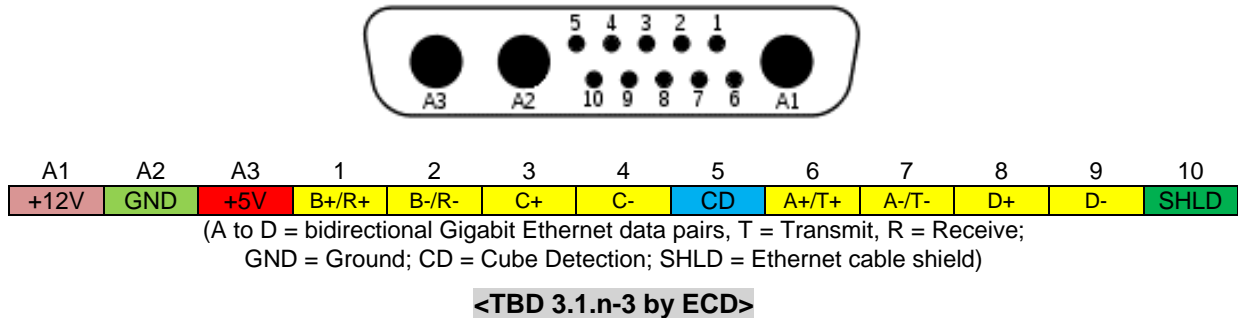 5 4 3 2 1
A3 A2 10 9 8 7 6 A1
A1 A2 A3 1 2 3 4 5 6 7 8 9 10
+12V GND +5V B+/R+ B-/R- C+ C- CD A+/T+ A-/T- D+ D- SHLD
(A to D = bidirectional Gigabit Ethernet data pairs, T = Transmit, R = Receive;
GND = Ground; CD = Cube Detection; SHLD = Ethernet cable shield)
<TBD 3.1.n-3 by ECD>